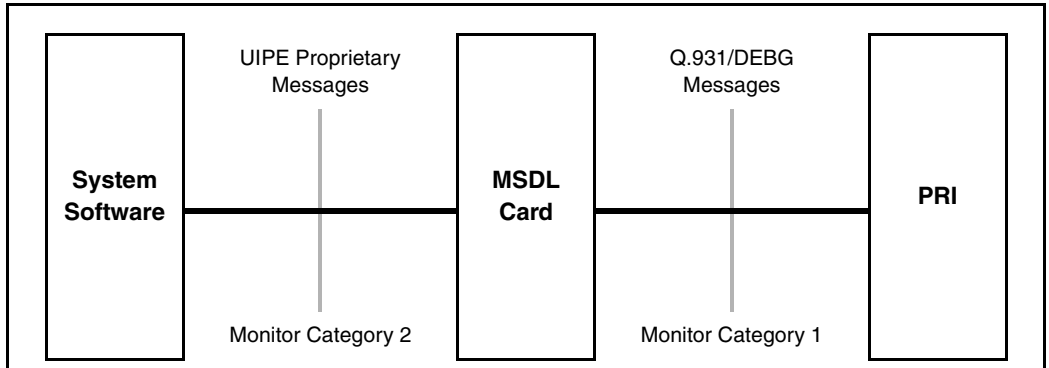 System
Software
UIPE Proprietary
Messages
Monitor Category 2
MSDL
Card
Q.931/DEBG
Messages
Monitor Category 1
PRI